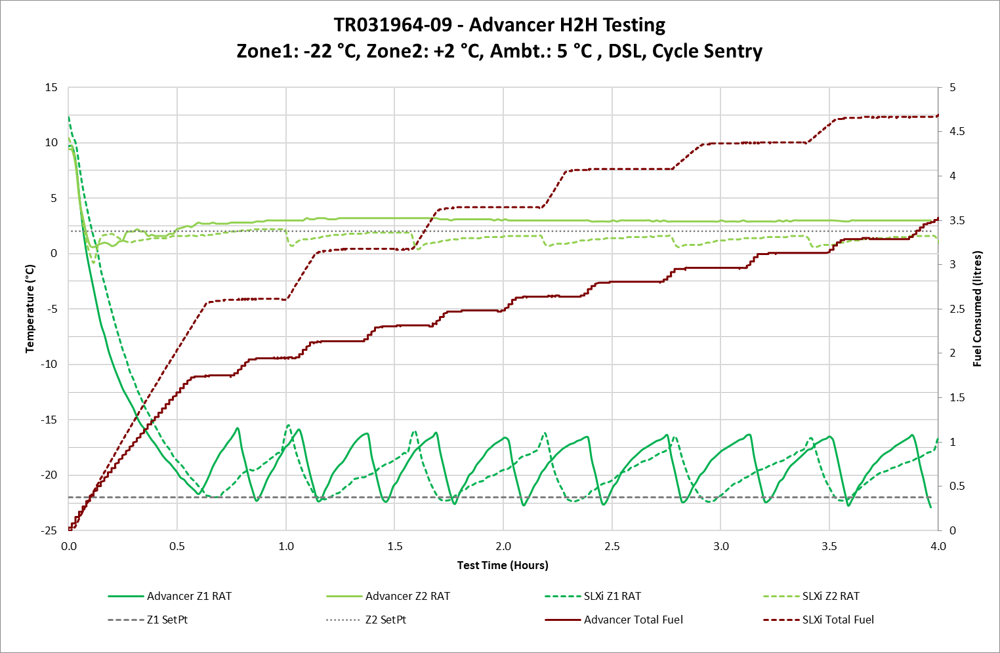 TR031964-09 - Advancer H2H Testing
Zone1: -22 °C, Zone2: +2 °C, Ambt.: 5 °C , DSL, Cycle Sentry
15
10
5
0
-5
-10
-15
-20
-25
Temperature (°C)
5
4.5
4
3.5
3
2.5
2
1.5
1
0.5
0
Fuel Consumed (litres)
0.0 0.5 1.0 1.5 2.0 2.5 3.0 3.5 4.0
Test Time (Hours)
Advancer Z1 RAT Advancer Z2 RAT SLXi Z1 RAT SLXi Z2 RAT
Z1 SetPt Z2 SetPt Advancer Total Fuel SLXi Total Fuel